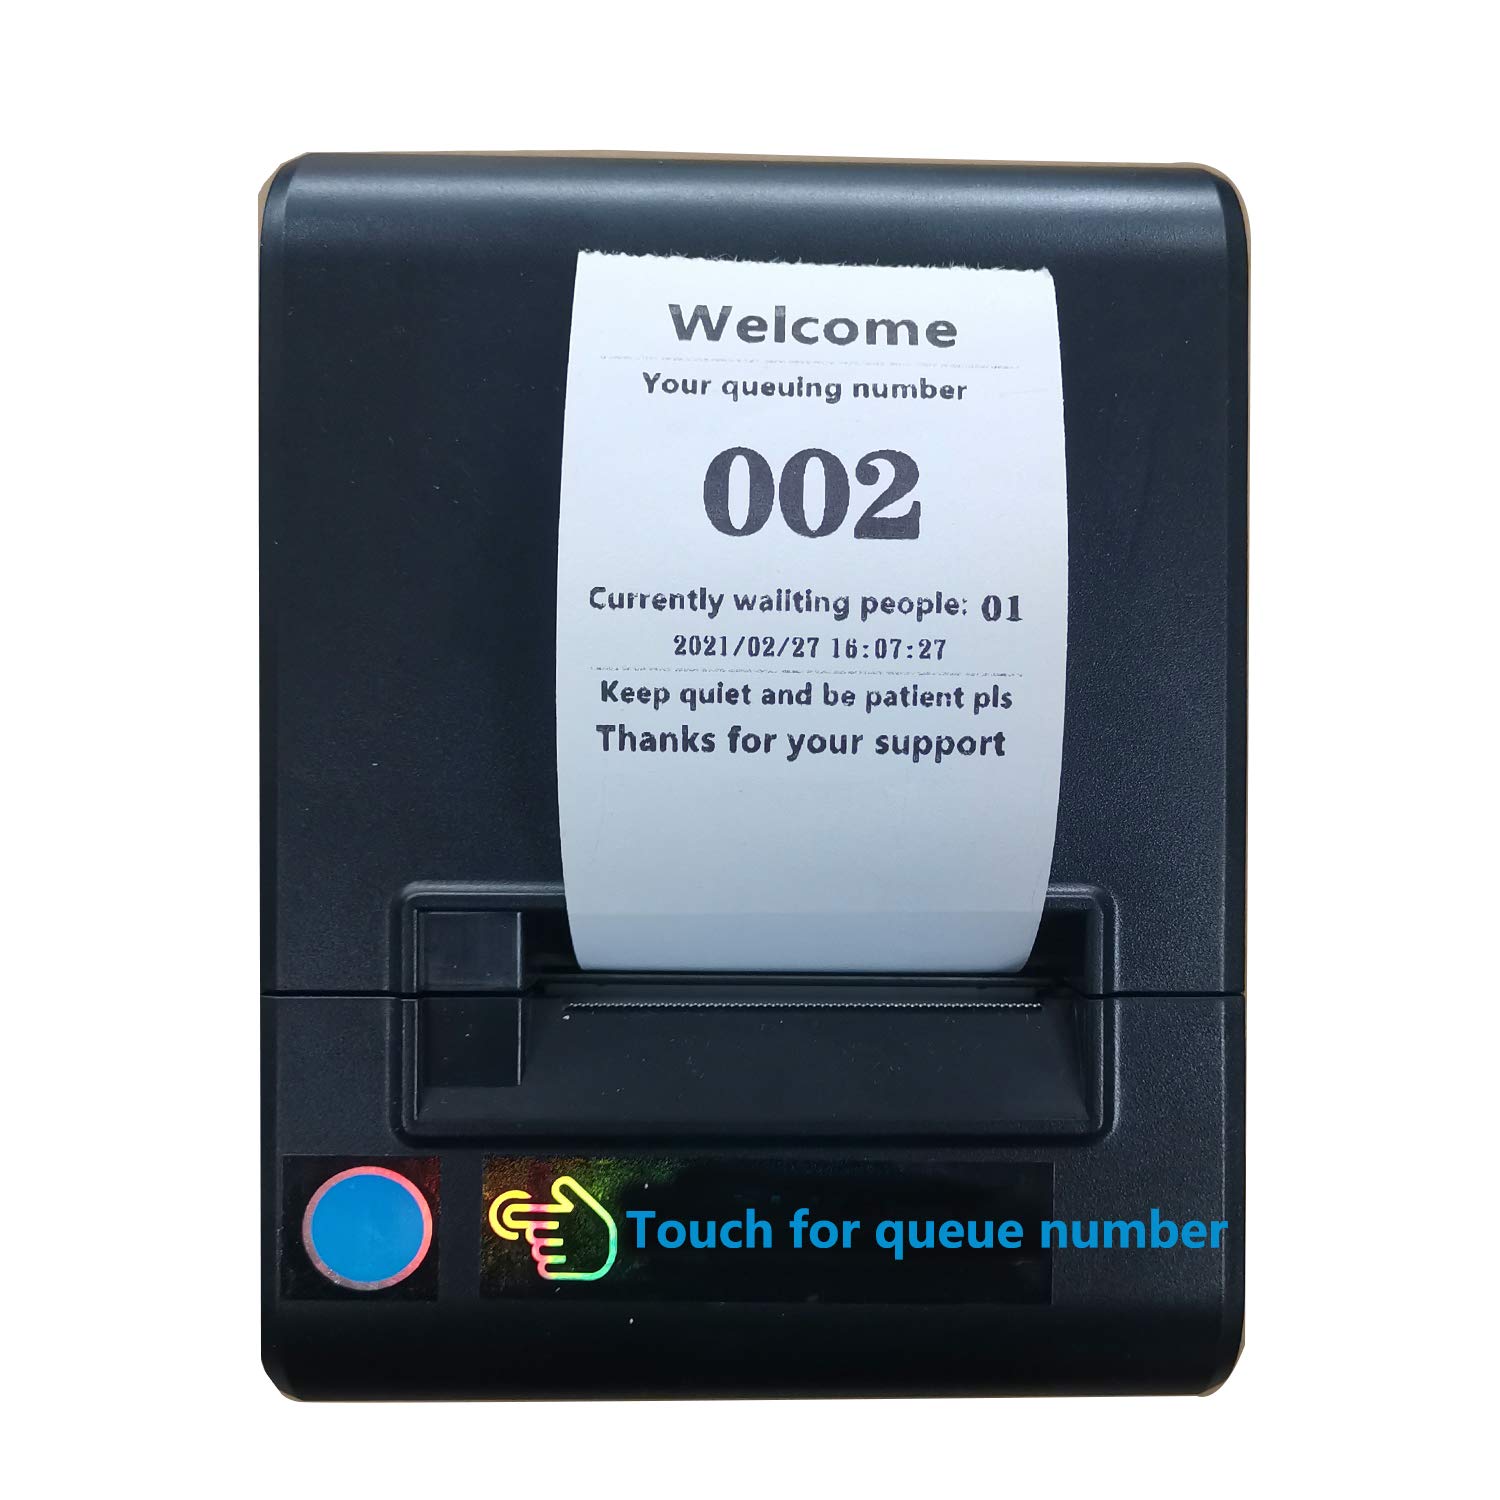 Welcome
Your queuing number
002
Currently waiiting people: 01
2021/02/27 16:07:27
Keep quiet and be patient pls
Thanks for your support
Touch for queue number